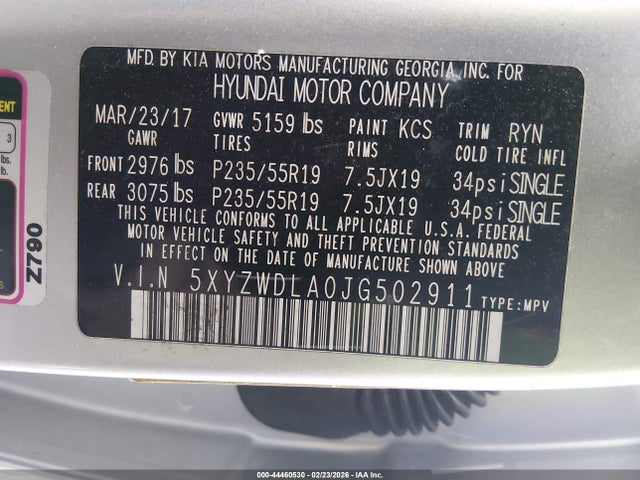 MFD. BY KIA MOTORS MANUFACTURING GEORGIA, INC. FOR
HYUNDAI MOTOR COMPANY
MAR/23/17 GVWR 5159 lbs PAINT KCS TRIM RYN
GAWR TIRES RIMS COLD TIRE INFL
FRONT 2976 lbs P235/55R19 7.5JX19 34psi SINGLE
REAR 3075 lbs P235/55R19 7.5JX19 34psi SINGLE
THIS VEHICLE CONFORMS TO ALL APPLICABLE U.S.A. FEDERAL
MOTOR VEHICLE SAFETY AND THEFT PREVENTION STANDARDS
IN EFFECT ON THE DATE OF MANUFACTURE SHOWN ABOVE
V.I.N 5XYZWDLA0JG502911 TYPE:MPV
Z790
3
lbs.
000-44460530 - 02/23/2026 - IAA Inc.